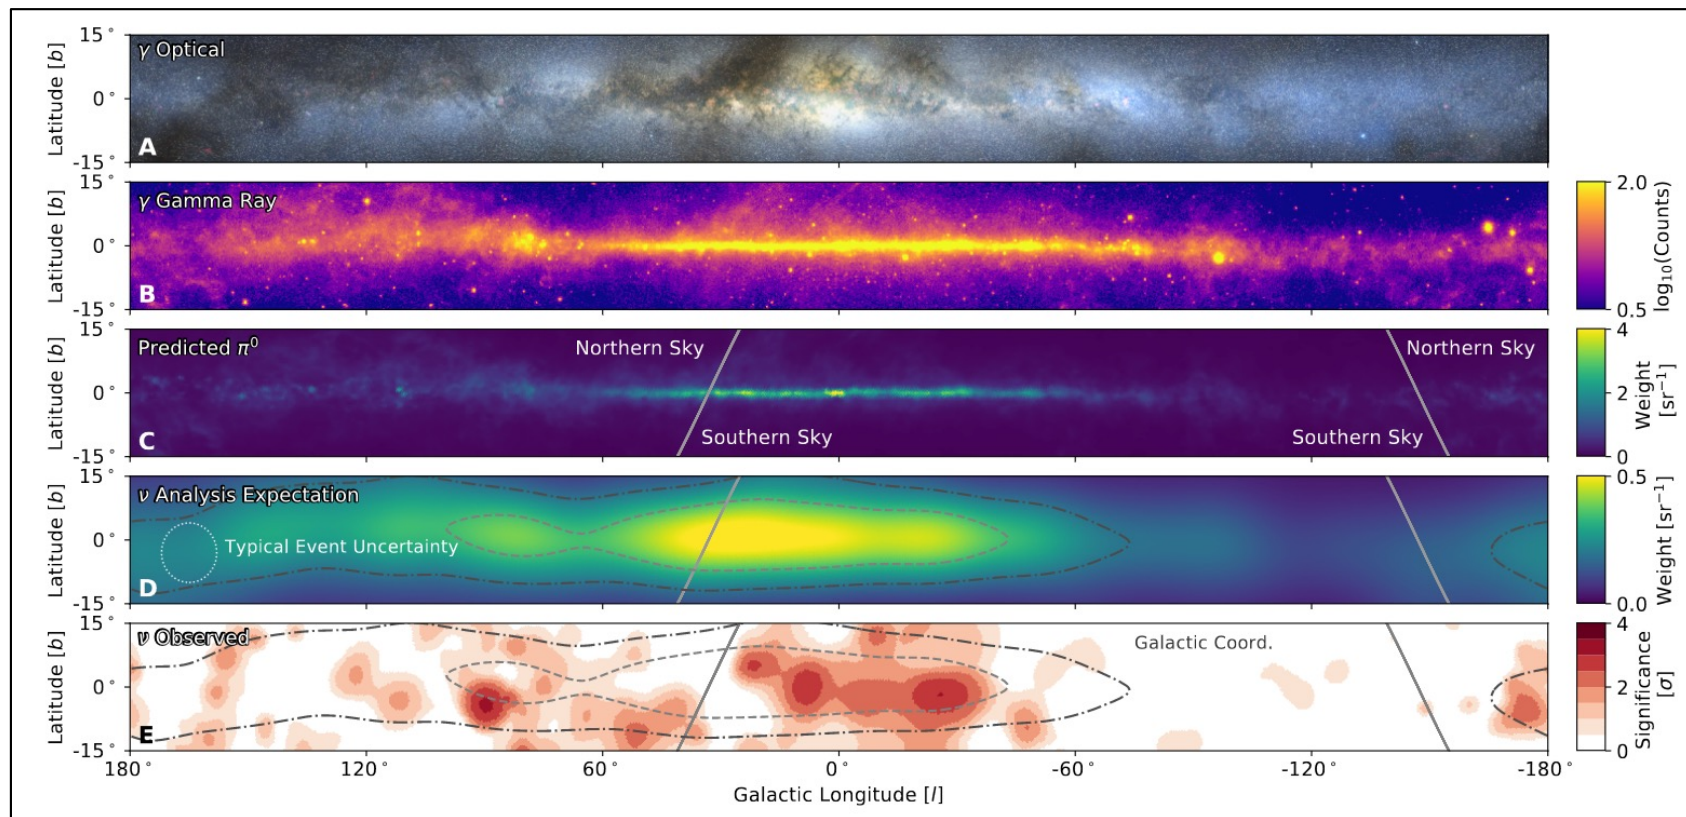 15°
γ Optical
Latitude [b]
0°
A
-15°
15°
γ Gamma Ray
Latitude [b]
0°
B
-15°
2.0
0.5
log₁₀(Counts)
15°
Predicted π⁰
Northern Sky
Northern Sky
Latitude [b]
0°
Southern Sky
Southern Sky
C
-15°
4
2
0
Weight
[sr⁻¹]
15°
ν Analysis Expectation
Latitude [b]
0°
Typical Event Uncertainty
D
-15°
0.5
0.0
Weight [sr⁻¹]
15°
ν Observed
Galactic Coord.
Latitude [b]
0°
E
-15°
4
2
0
Significance
[σ]
180 120° 60 0° -60° -120° -180°
Galactic Longitude [l]